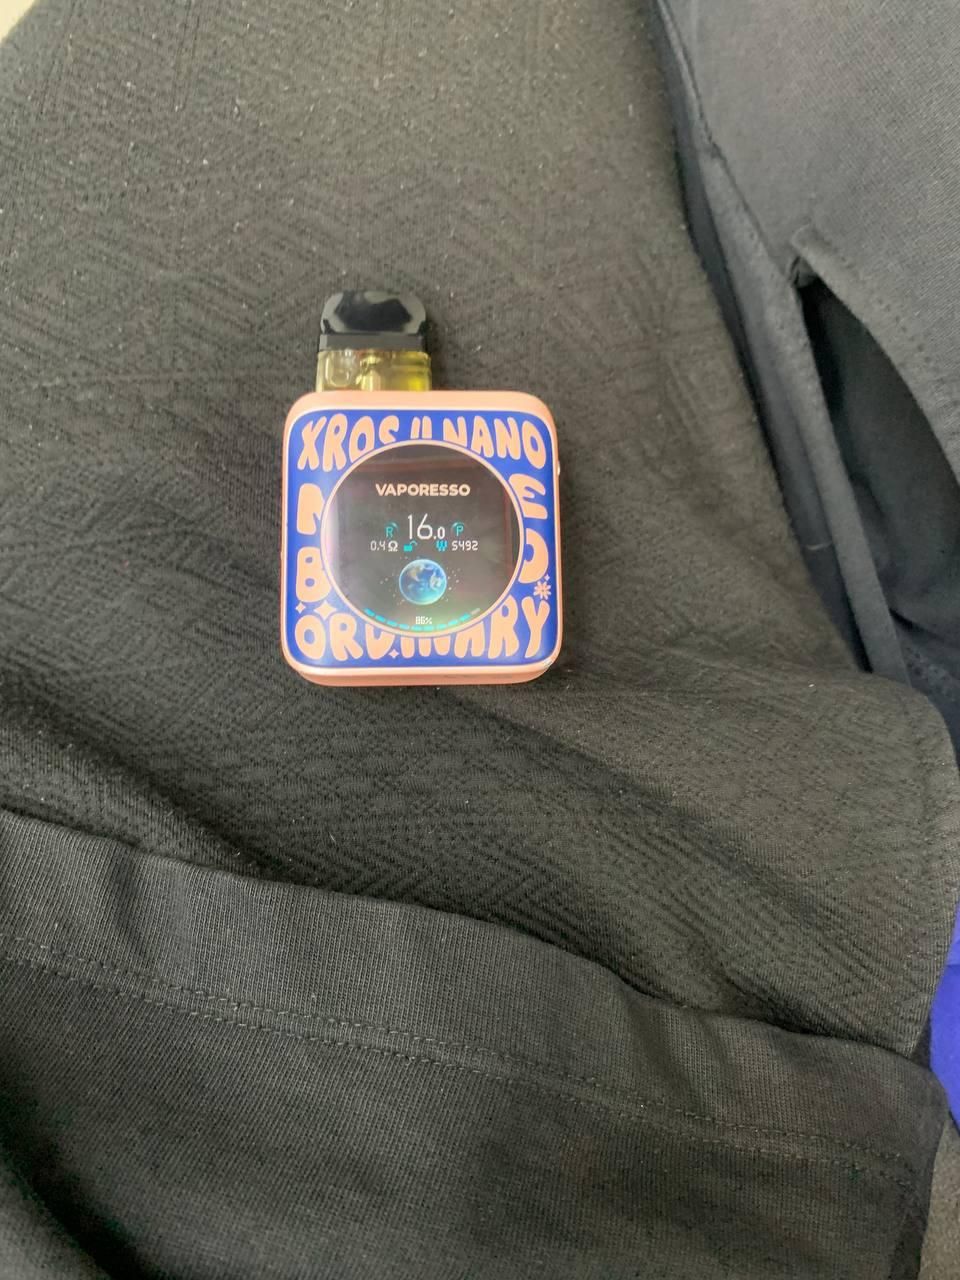 XROS 4 NANO
VAPORESSO
R 16.0 P
0.4Ω W 5492
86%
ORDINARY